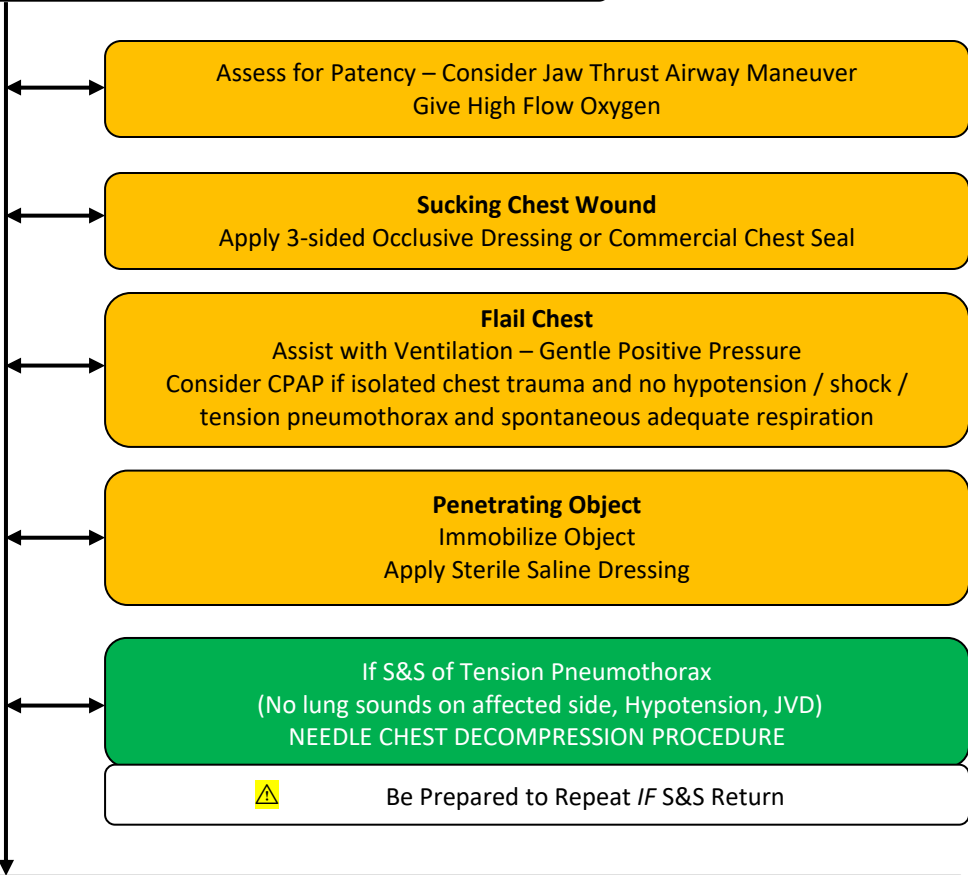 Assess for Patency – Consider Jaw Thrust Airway Maneuver
Give High Flow Oxygen
Sucking Chest Wound
Apply 3-sided Occlusive Dressing or Commercial Chest Seal
Flail Chest
Assist with Ventilation – Gentle Positive Pressure
Consider CPAP if isolated chest trauma and no hypotension / shock /
tension pneumothorax and spontaneous adequate respiration
Penetrating Object
Immobilize Object
Apply Sterile Saline Dressing
If S&S of Tension Pneumothorax
(No lung sounds on affected side, Hypotension, JVD)
NEEDLE CHEST DECOMPRESSION PROCEDURE
⚠ Be Prepared to Repeat IF S&S Return